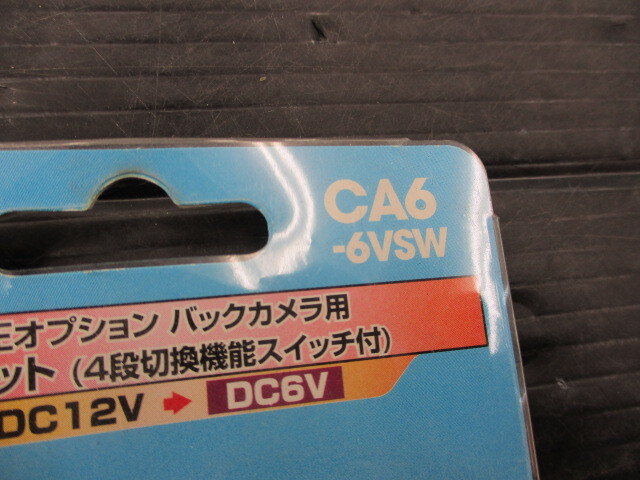 CA6
-6VSW
オプション バックカメラ用
ット (4段切換機能スイッチ付)
DC12V ➡ DC6V